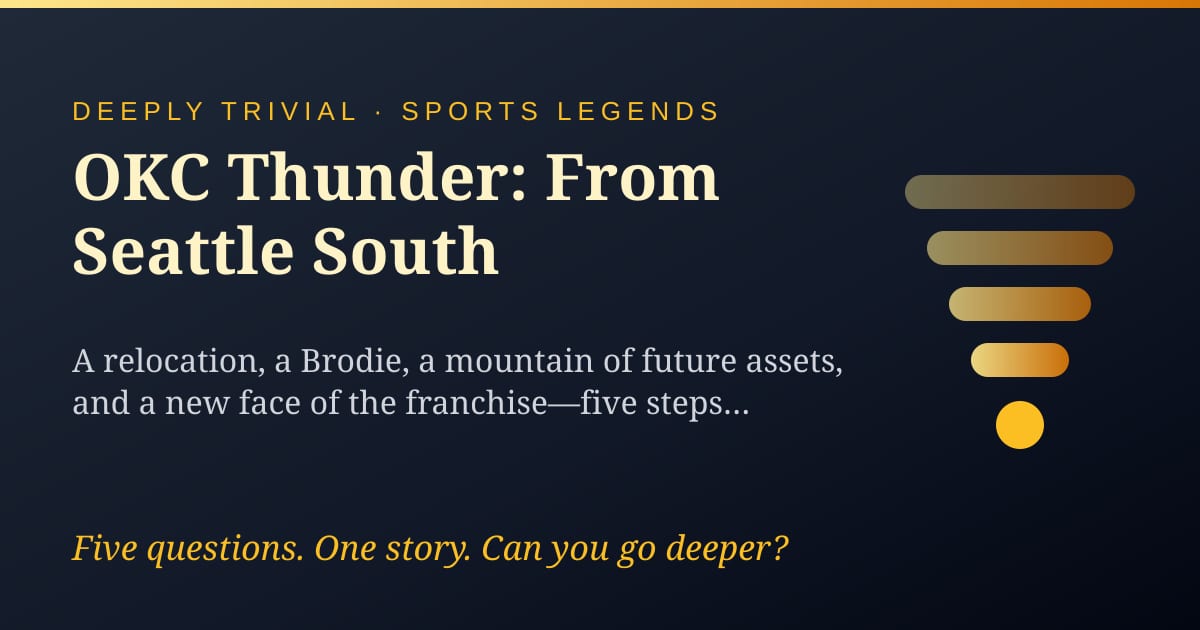 DEEPLY TRIVIAL · SPORTS LEGENDS
OKC Thunder: From
Seattle South
A relocation, a Brodie, a mountain of future assets,
and a new face of the franchise—five steps…
Five questions. One story. Can you go deeper?